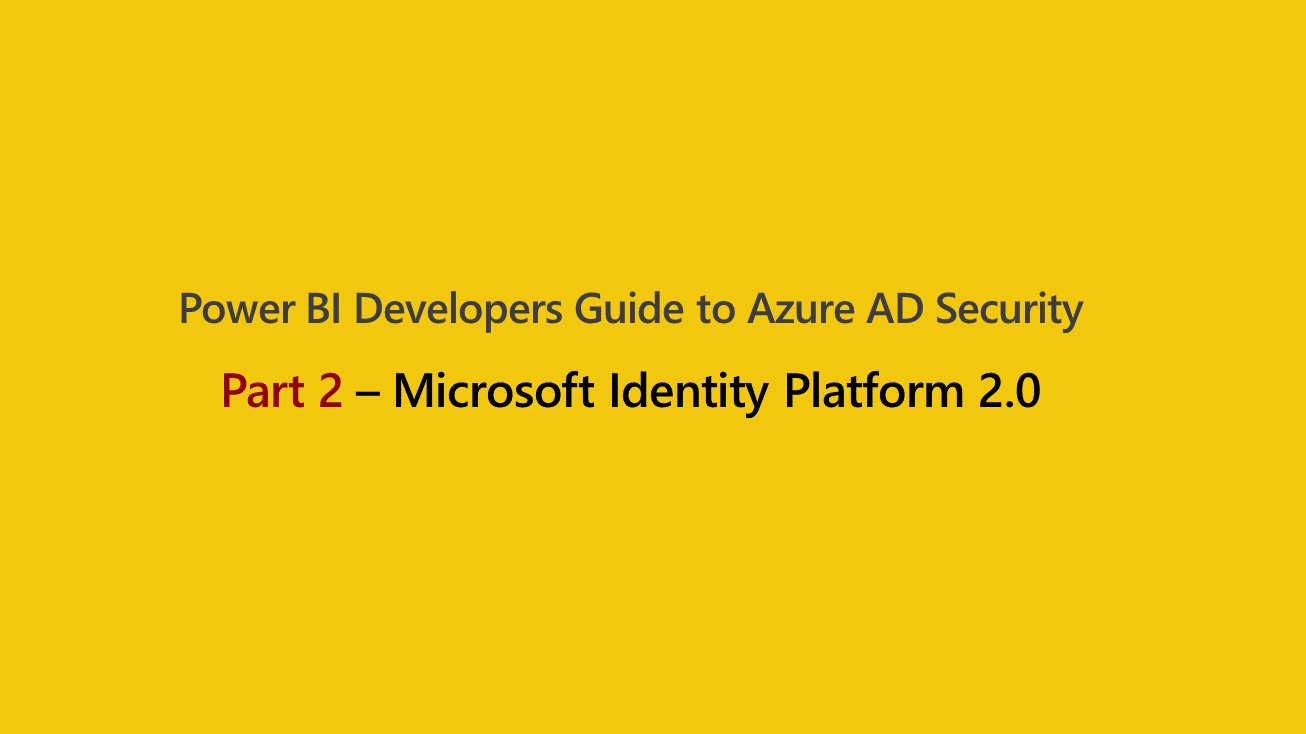 Power BI Developers Guide to Azure AD Security
Part 2 – Microsoft Identity Platform 2.0